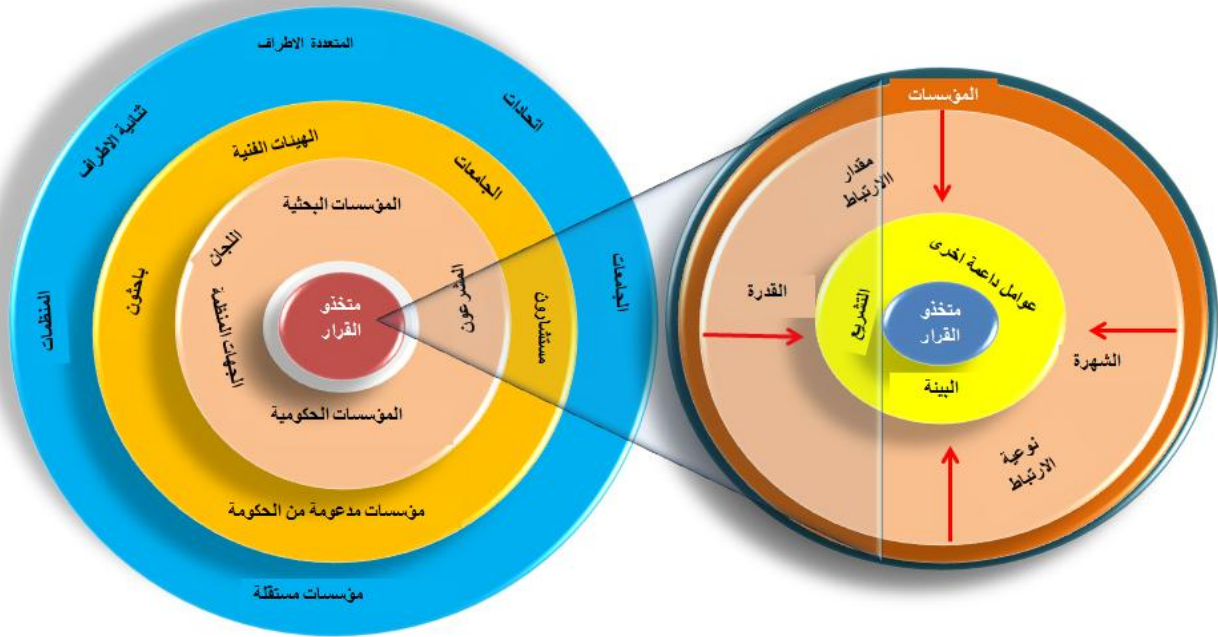 المتعددة الاطراف
ثنائية الاطراف
اتحادات
المنظمات
الجامعات
مؤسسات مستقلة
الهيئات الفنية
الجامعات
باحثون
مستشارون
مؤسسات مدعومة من الحكومة
المؤسسات البحثية
اللجان
الجهات المنظمة
المشرعون
المؤسسات الحكومية
متخذو
القرار
المؤسسات
مقدار
الارتباط
القدرة
الشهرة
نوعية
الارتباط
عوامل داعمة اخرى
التشريع
البينة
متخذو
القرار